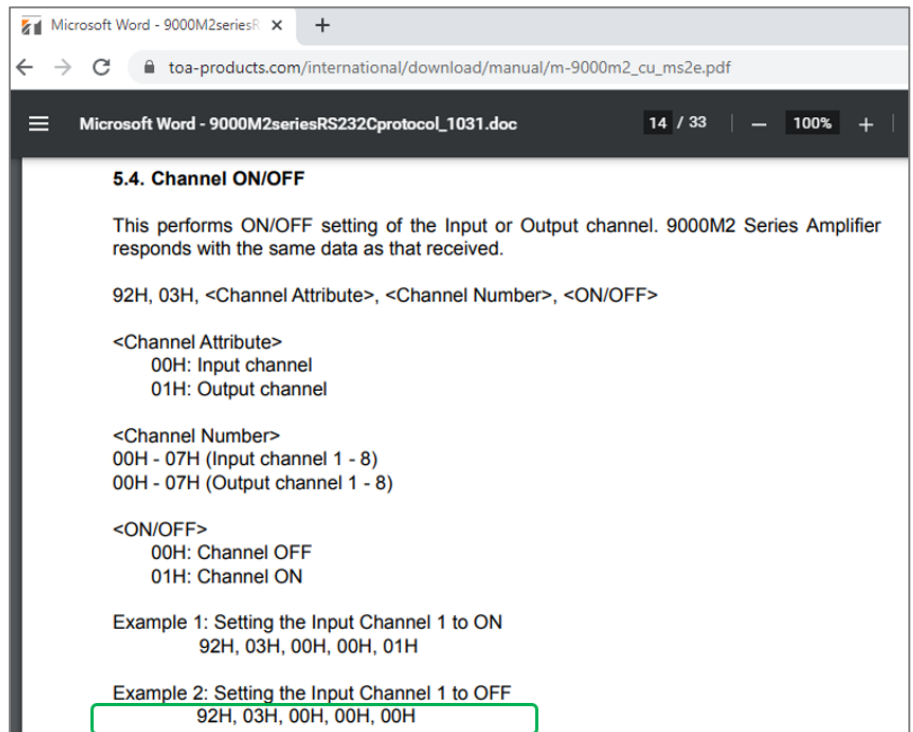 Microsoft Word - 9000M2seriesR
toa-products.com/international/download/manual/m-9000m2_cu_ms2e.pdf
Microsoft Word - 9000M2seriesRS232Cprotocol_1031.doc 14 / 33 100%
5.4. Channel ON/OFF
This performs ON/OFF setting of the Input or Output channel. 9000M2 Series Amplifier
responds with the same data as that received.
92H, 03H, <Channel Attribute>, <Channel Number>, <ON/OFF>
<Channel Attribute>
00H: Input channel
01H: Output channel
<Channel Number>
00H - 07H (Input channel 1 - 8)
00H - 07H (Output channel 1 - 8)
<ON/OFF>
00H: Channel OFF
01H: Channel ON
Example 1: Setting the Input Channel 1 to ON
92H, 03H, 00H, 00H, 01H
Example 2: Setting the Input Channel 1 to OFF
92H, 03H, 00H, 00H, 00H